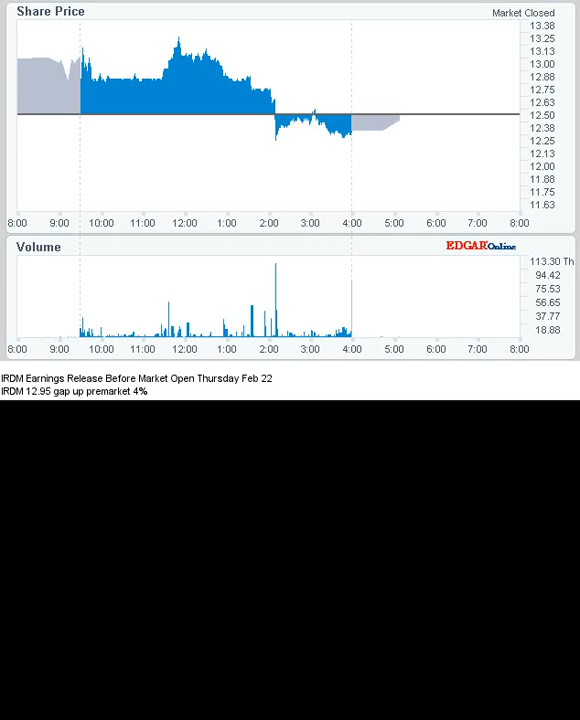 Share Price
Market Closed
13.38
13.25
13.13
13.00
12.88
12.75
12.63
12.50
12.38
12.25
12.13
12.00
11.88
11.75
11.63
8:00 9:00 10:00 11:00 12:00 1:00 2:00 3:00 4:00 5:00 6:00 7:00 8:00
Volume
EDGAR Online
113.30 Th
94.42
75.53
56.65
37.77
18.88
8:00 9:00 10:00 11:00 12:00 1:00 2:00 3:00 4:00 5:00 6:00 7:00 8:00
IRDM Earnings Release Before Market Open Thursday Feb 22
IRDM 12.95 gap up premarket 4%